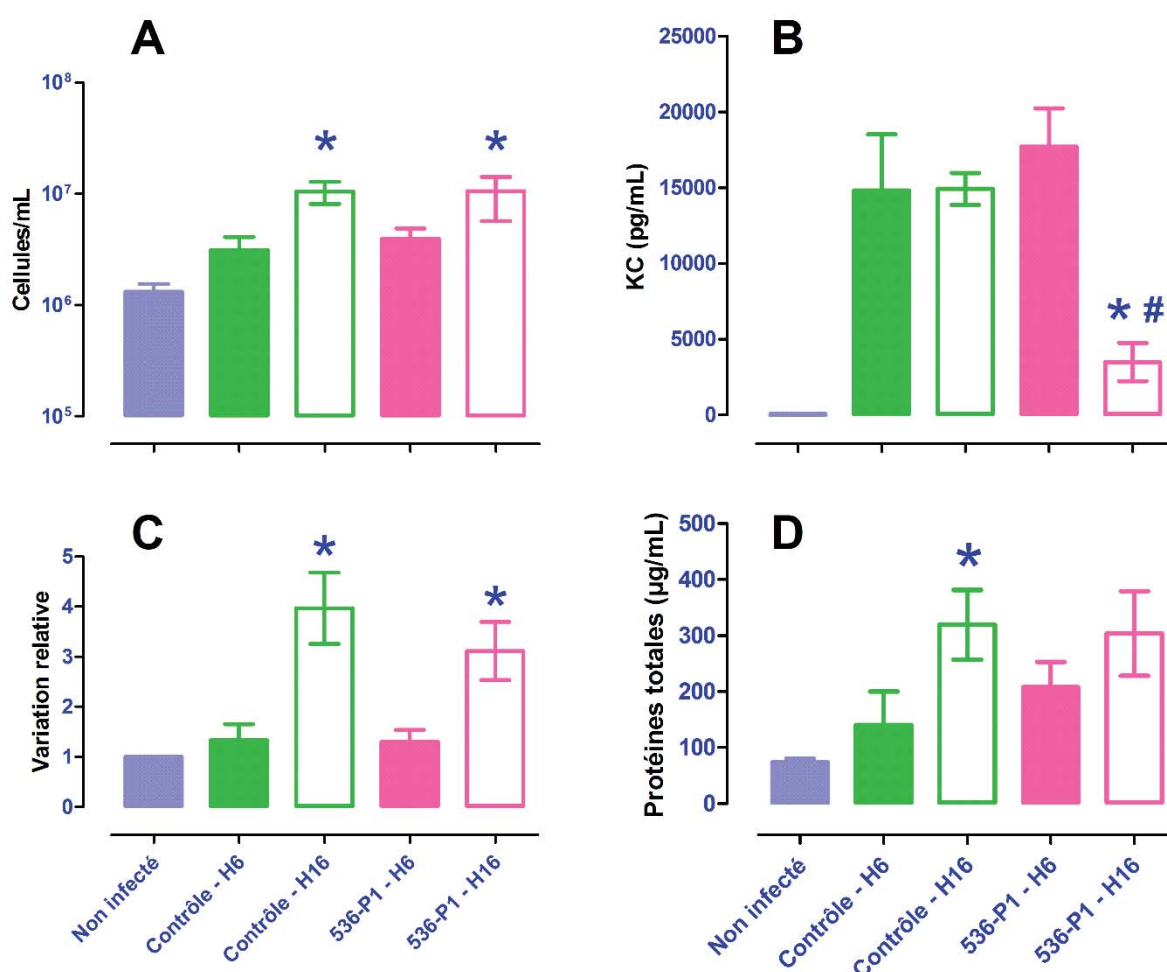 A
10⁸
10⁷
10⁶
10⁵
Cellules/mL
*
*
B
25000
20000
15000
10000
5000
0
KC (pg/mL)
* #
C
5
4
3
2
1
0
Variation relative
*
*
Non infecté
Contrôle - H6
Contrôle - H16
536-P1 - H6
536-P1 - H16
D
500
400
300
200
100
0
Protéines totales (µg/mL)
*
Non infecté
Contrôle - H6
Contrôle - H16
536-P1 - H6
536-P1 - H16